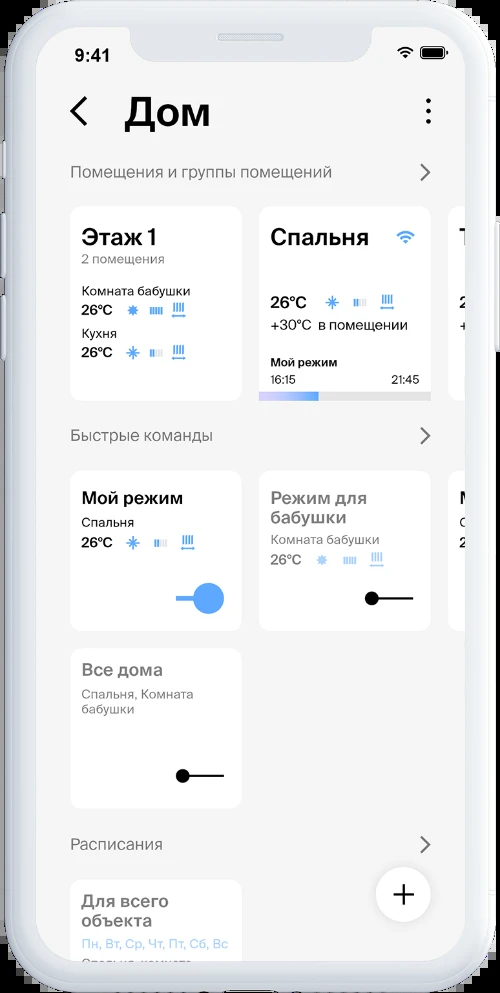 9:41
Дом
Помещения и группы помещений
Этаж 1
2 помещения
Комната бабушки
26°C
Кухня
26°C
Спальня
26°C
+30°C в помещении
Мой режим
16:15 21:45
Быстрые команды
Мой режим
Спальня
26°C
Режим для
бабушки
Комната бабушки
26°C
Все дома
Спальня, Комната
бабушки
Расписания
Для всего
объекта
Пн, Вт, Ср, Чт, Пт, Сб, Вс